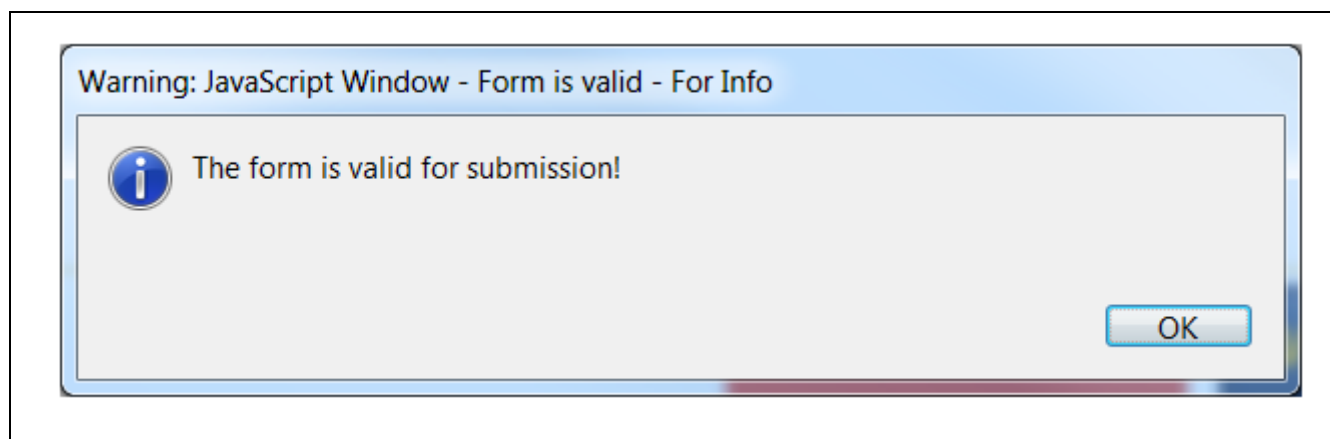 Warning: JavaScript Window - Form is valid - For Info
The form is valid for submission!
OK